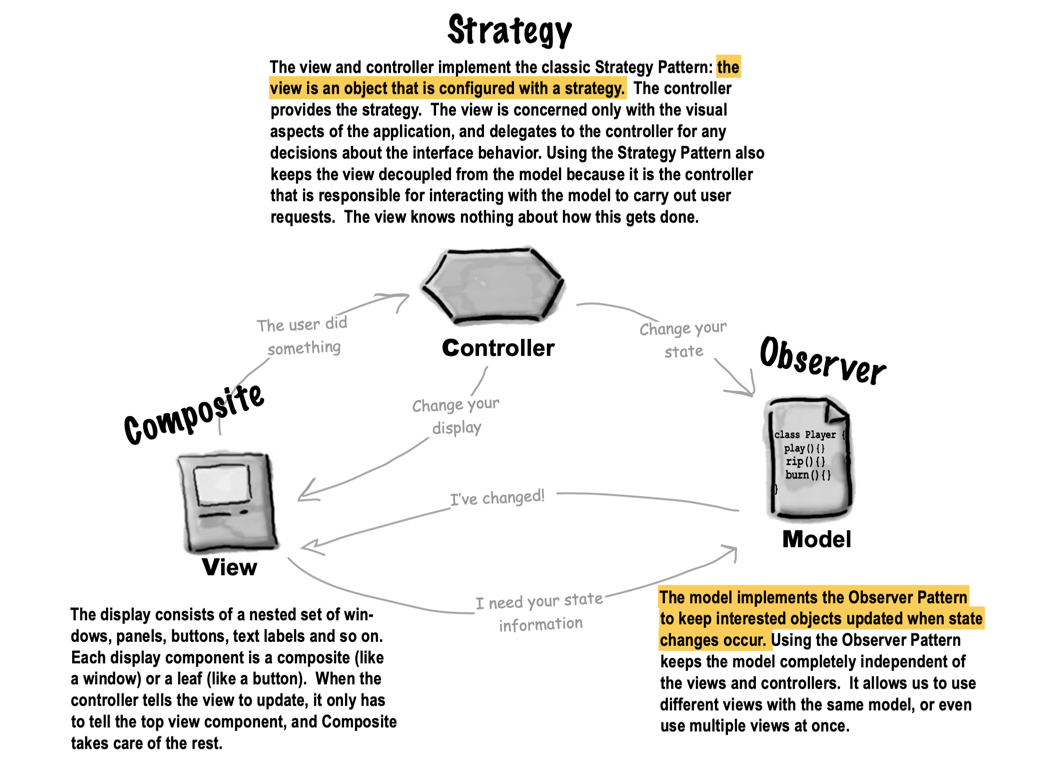 Strategy
The view and controller implement the classic Strategy Pattern: the
view is an object that is configured with a strategy. The controller
provides the strategy. The view is concerned only with the visual
aspects of the application, and delegates to the controller for any
decisions about the interface behavior. Using the Strategy Pattern also
keeps the view decoupled from the model because it is the controller
that is responsible for interacting with the model to carry out user
requests. The view knows nothing about how this gets done.
The user did
something
Controller
Change your
state
Observer
Composite
Change your
display
class Player {
play(){}
rip(){}
burn(){}
}
I've changed!
Model
View
I need your state
information
The display consists of a nested set of win-
dows, panels, buttons, text labels and so on.
Each display component is a composite (like
a window) or a leaf (like a button). When the
controller tells the view to update, it only has
to tell the top view component, and Composite
takes care of the rest.
The model implements the Observer Pattern
to keep interested objects updated when state
changes occur. Using the Observer Pattern
keeps the model completely independent of
the views and controllers. It allows us to use
different views with the same model, or even
use multiple views at once.